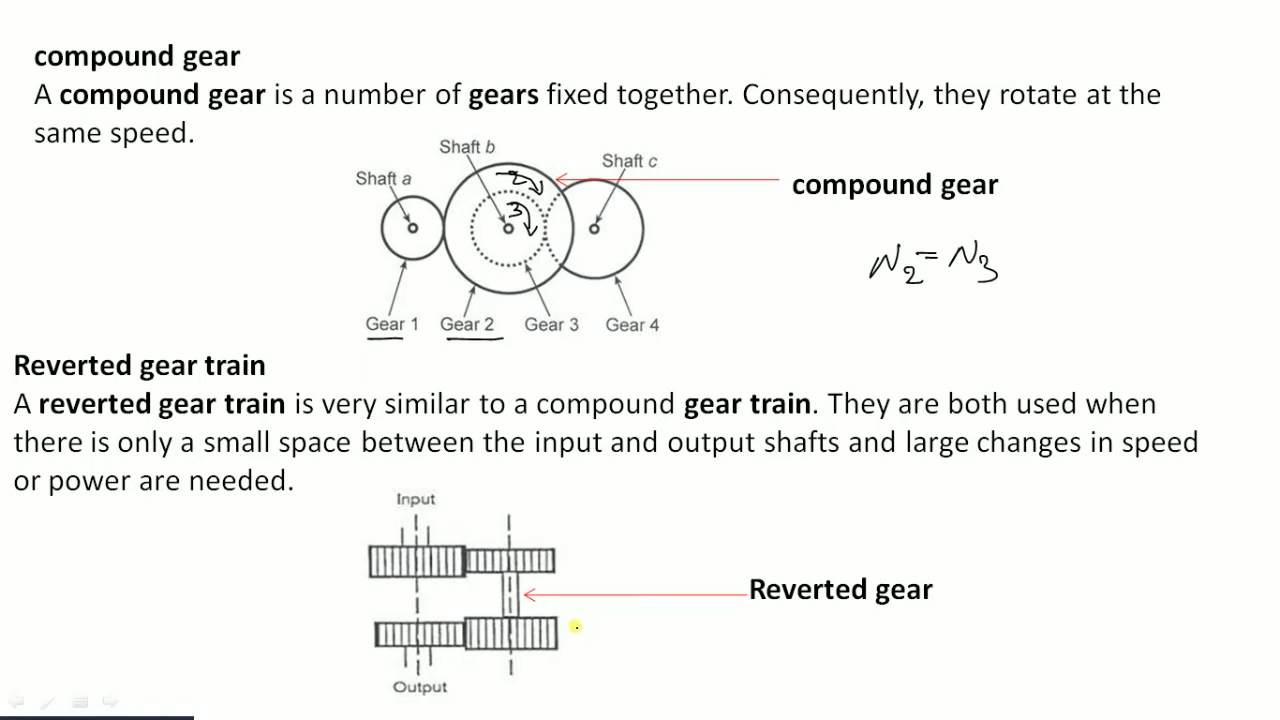 compound gear
A compound gear is a number of gears fixed together. Consequently, they rotate at the
same speed.
Shaft b
Shaft c
Shaft a
compound gear
2
3
N2 = N3
Gear 1 Gear 2 Gear 3 Gear 4
Reverted gear train
A reverted gear train is very similar to a compound gear train. They are both used when
there is only a small space between the input and output shafts and large changes in speed
or power are needed.
Input
Reverted gear
Output